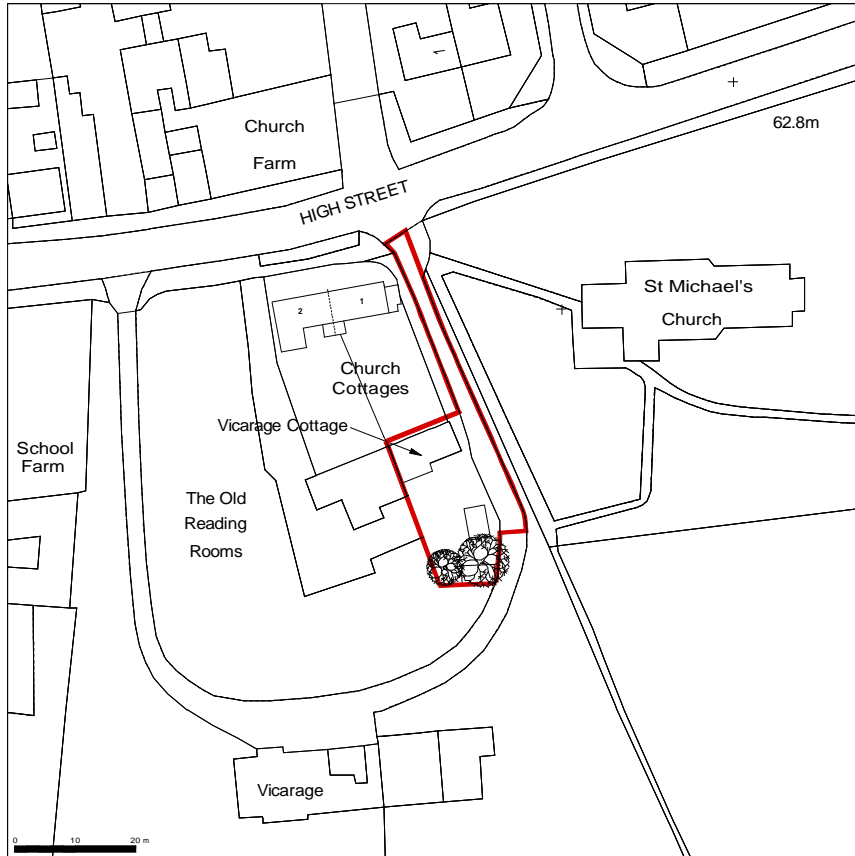 1
62.8m
Church
Farm
HIGH STREET
St Michael's
Church
2
1
Church
Cottages
Vicarage Cottage
School
Farm
The Old
Reading
Rooms
Vicarage
0 10 20 m